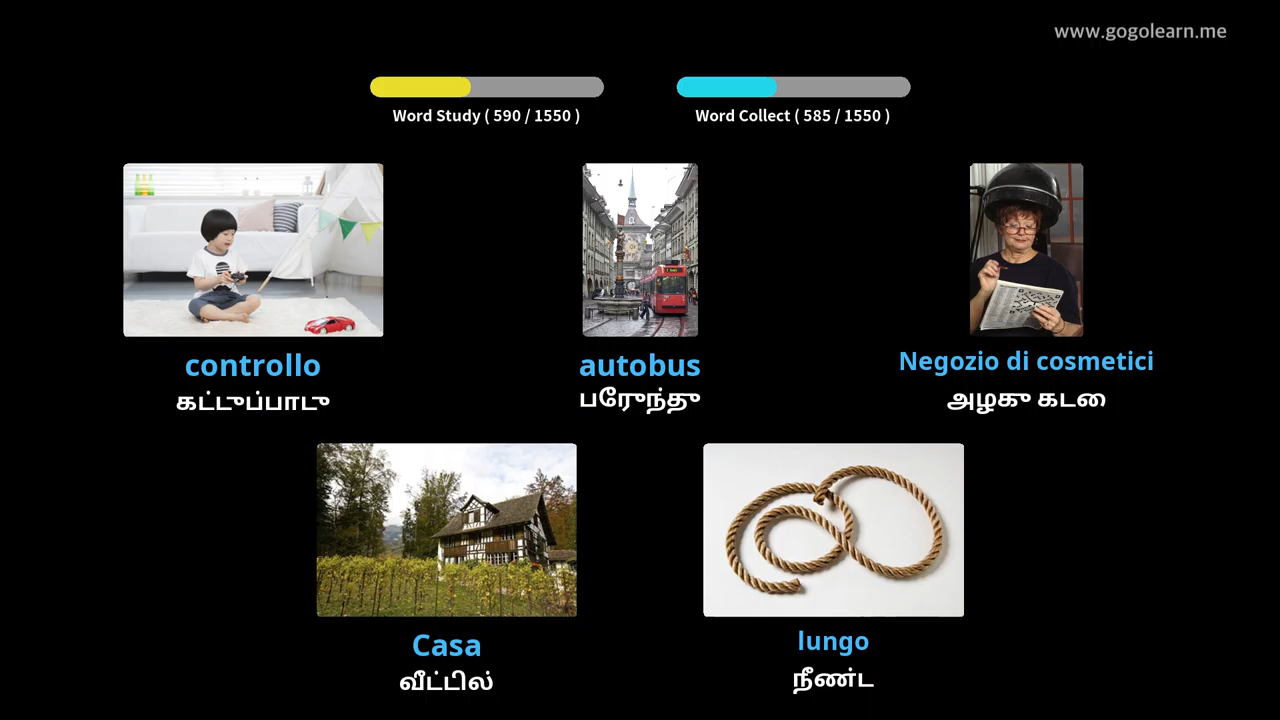 www.gogolearn.me
Word Study ( 590 / 1550 )
Word Collect ( 585 / 1550 )
controllo
கட்டுப்பாடு
autobus
பேருந்து
Negozio di cosmetici
அழகு கடை
Casa
வீட்டில்
lungo
நீண்ட